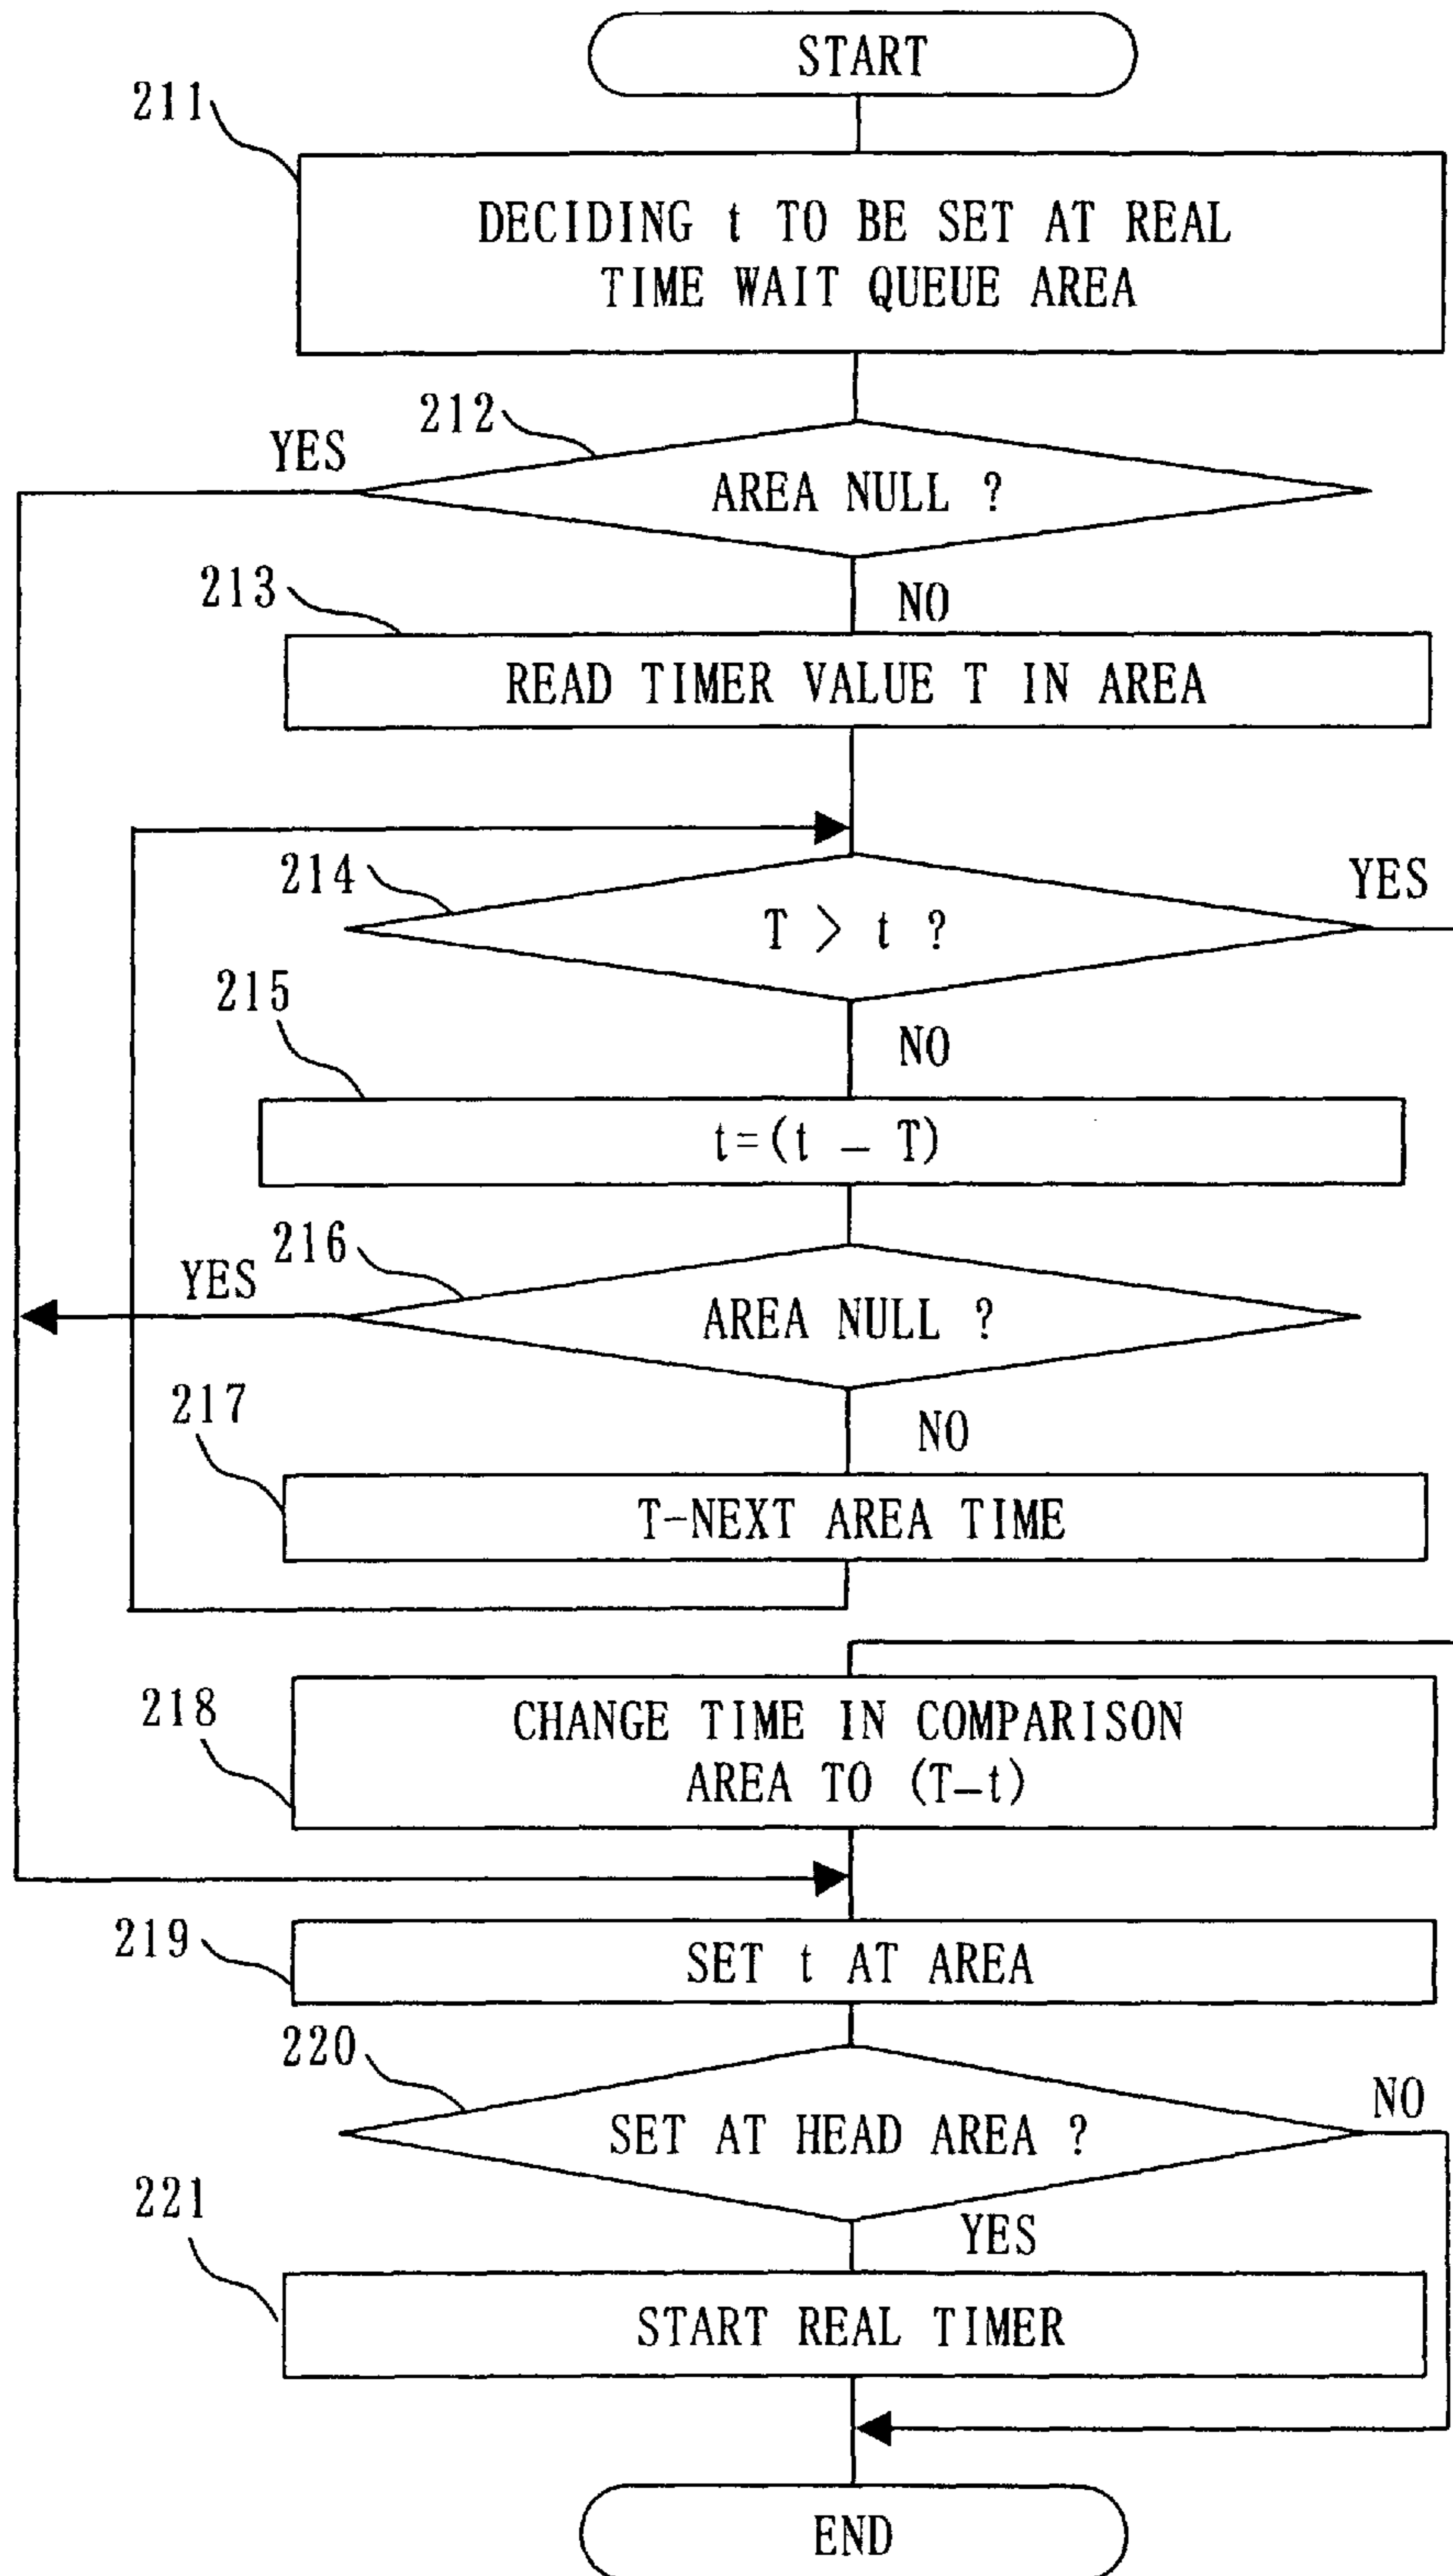 START
211
DECIDING t TO BE SET AT REAL
TIME WAIT QUEUE AREA
212
YES
AREA NULL ?
NO
213
READ TIMER VALUE T IN AREA
214
YES
T > t ?
NO
215
t=(t - T)
216
YES
AREA NULL ?
NO
217
T-NEXT AREA TIME
218
CHANGE TIME IN COMPARISON
AREA TO (T-t)
219
SET t AT AREA
220
NO
SET AT HEAD AREA ?
YES
221
START REAL TIMER
END